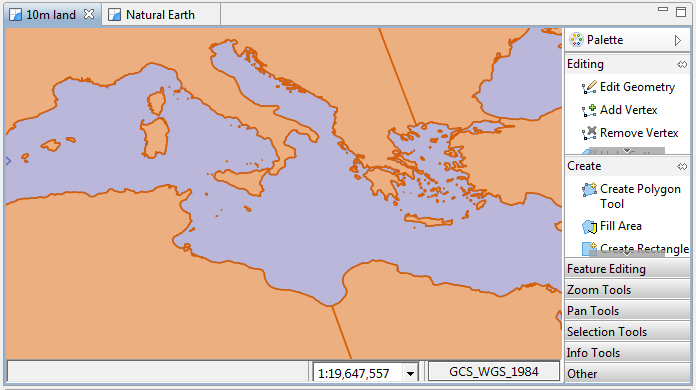 10m land
Natural Earth
Palette
Editing
Edit Geometry
Add Vertex
Remove Vertex
Create
Create Polygon
Tool
Fill Area
Create Rectangle
Feature Editing
Zoom Tools
Pan Tools
Selection Tools
Info Tools
Other
1:19,647,557
GCS_WGS_1984